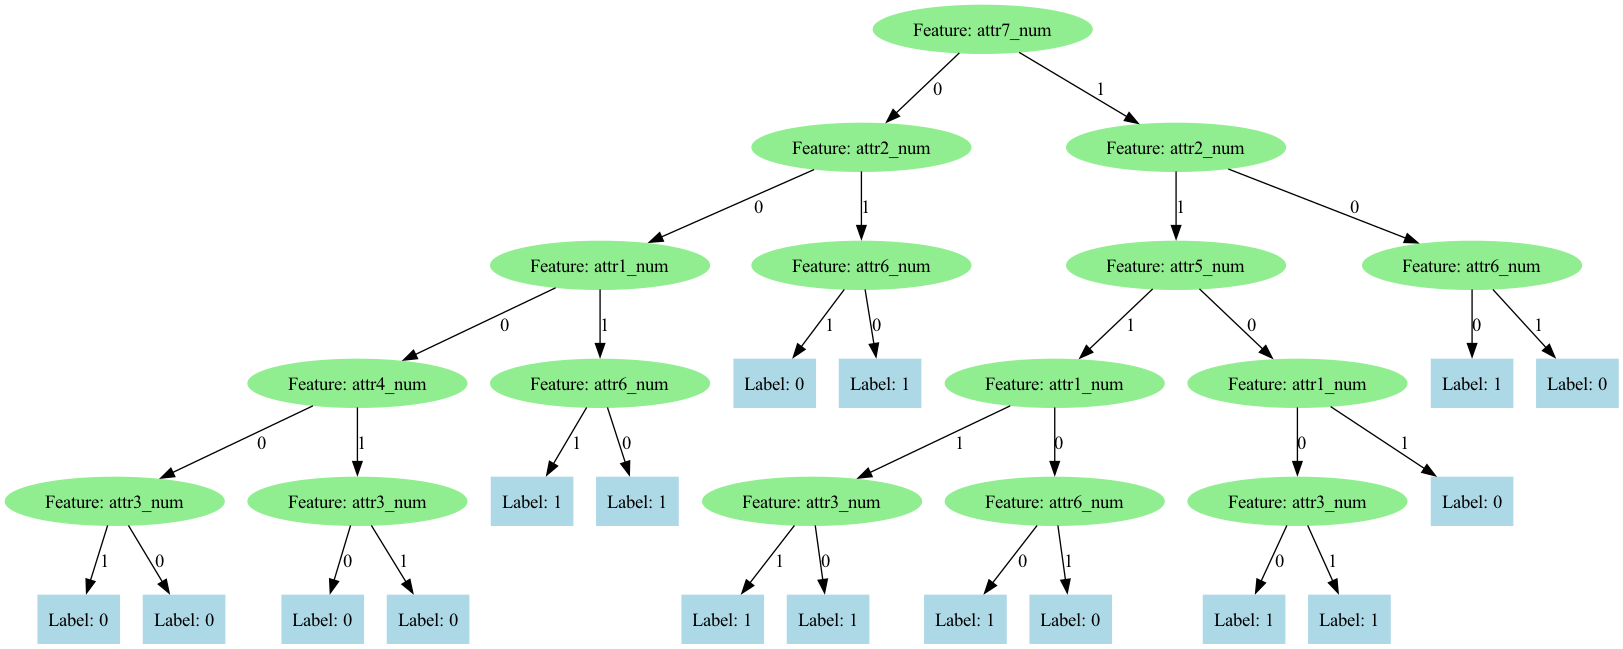 Feature: attr7_num
0
1
Feature: attr2_num
Feature: attr2_num
0
1
1
0
Feature: attr1_num
Feature: attr6_num
Feature: attr5_num
Feature: attr6_num
0
1
1
0
1
0
0
1
Feature: attr4_num
Feature: attr6_num
Label: 0
Label: 1
Feature: attr1_num
Feature: attr1_num
Label: 1
Label: 0
0
1
1
0
1
0
0
1
Feature: attr3_num
Feature: attr3_num
Label: 1
Label: 1
Feature: attr3_num
Feature: attr6_num
Feature: attr3_num
Label: 0
1
0
0
1
1
0
0
1
0
1
Label: 0
Label: 0
Label: 0
Label: 0
Label: 1
Label: 1
Label: 1
Label: 0
Label: 1
Label: 1